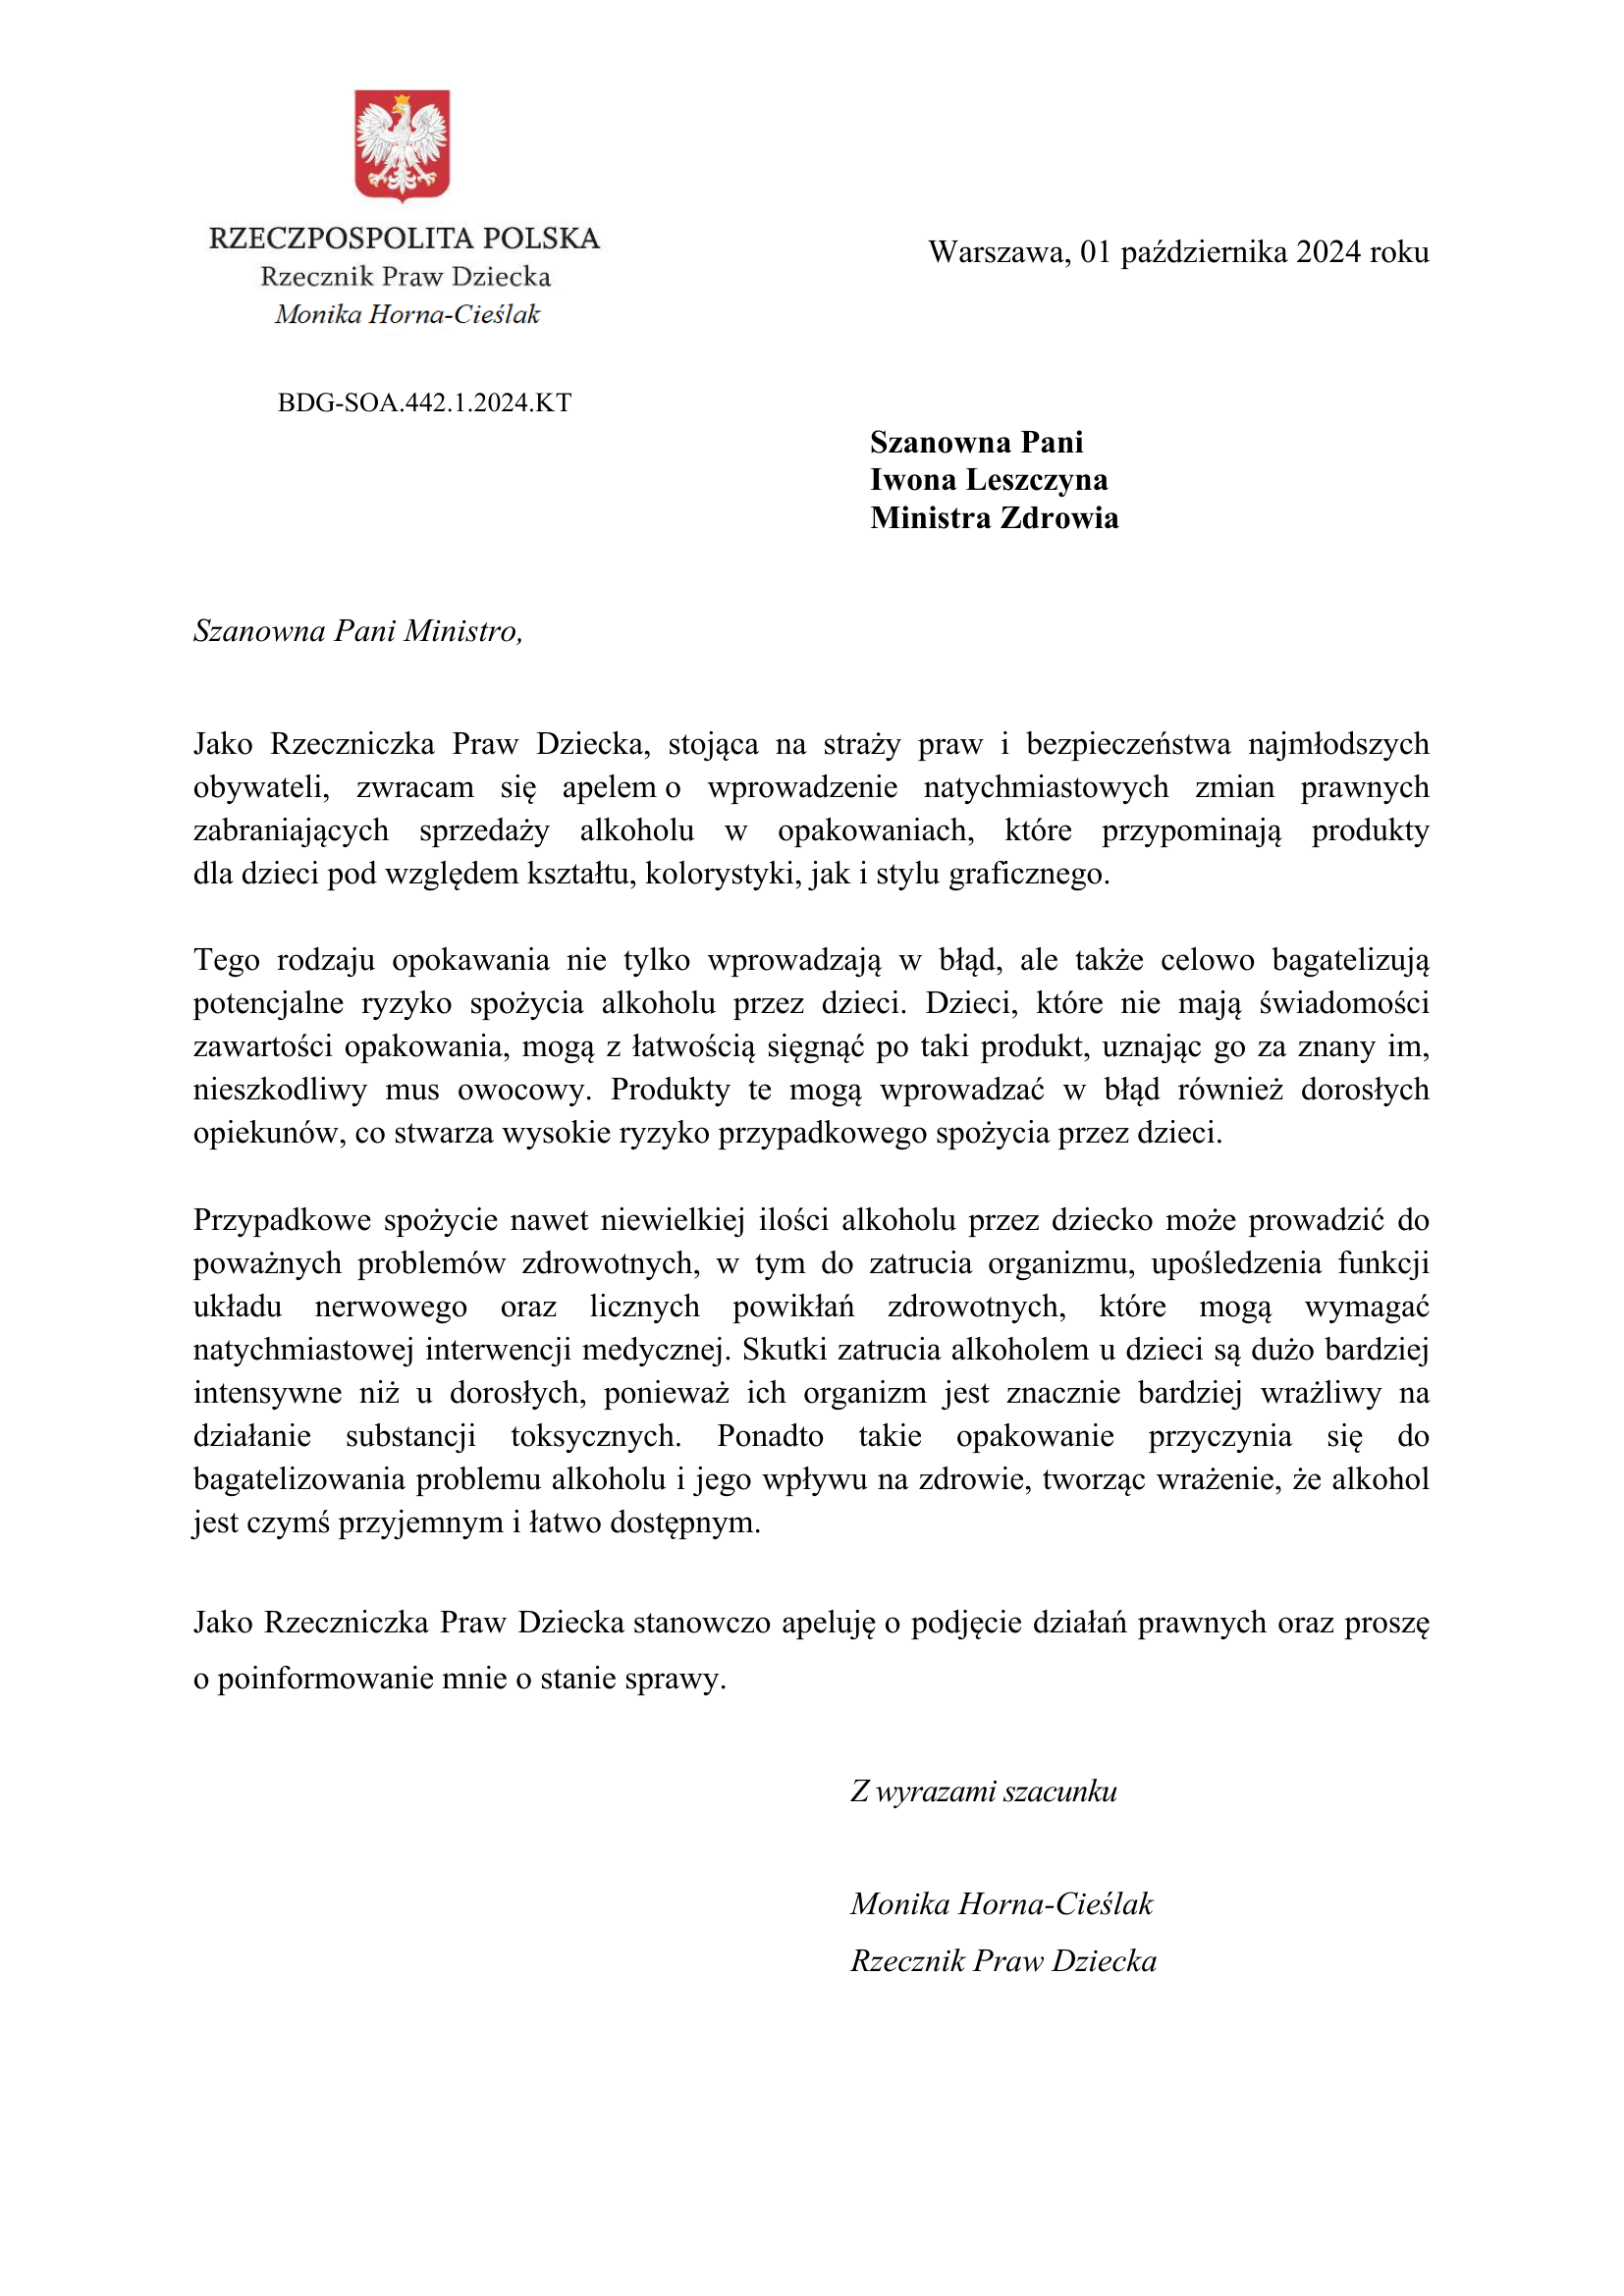 RZECZPOSPOLITA POLSKA
Rzecznik Praw Dziecka
Monika Horna-Cieślak
Warszawa, 01 października 2024 roku
BDG-SOA.442.1.2024.KT
Szanowna Pani
Iwona Leszczyna
Ministra Zdrowia
Szanowna Pani Ministro,
Jako Rzeczniczka Praw Dziecka, stojąca na straży praw i bezpieczeństwa najmłodszych
obywateli, zwracam się apelem o wprowadzenie natychmiastowych zmian prawnych
zabraniających sprzedaży alkoholu w opakowaniach, które przypominają produkty
dla dzieci pod względem kształtu, kolorystyki, jak i stylu graficznego.
Tego rodzaju opokawania nie tylko wprowadzają w błąd, ale także celowo bagatelizują
potencjalne ryzyko spożycia alkoholu przez dzieci. Dzieci, które nie mają świadomości
zawartości opakowania, mogą z łatwością sięgnąć po taki produkt, uznając go za znany im,
nieszkodliwy mus owocowy. Produkty te mogą wprowadzać w błąd również dorosłych
opiekunów, co stwarza wysokie ryzyko przypadkowego spożycia przez dzieci.
Przypadkowe spożycie nawet niewielkiej ilości alkoholu przez dziecko może prowadzić do
poważnych problemów zdrowotnych, w tym do zatrucia organizmu, upośledzenia funkcji
układu nerwowego oraz licznych powikłań zdrowotnych, które mogą wymagać
natychmiastowej interwencji medycznej. Skutki zatrucia alkoholem u dzieci są dużo bardziej
intensywne niż u dorosłych, ponieważ ich organizm jest znacznie bardziej wrażliwy na
działanie substancji toksycznych. Ponadto takie opakowanie przyczynia się do
bagatelizowania problemu alkoholu i jego wpływu na zdrowie, tworząc wrażenie, że alkohol
jest czymś przyjemnym i łatwo dostępnym.
Jako Rzeczniczka Praw Dziecka stanowczo apeluję o podjęcie działań prawnych oraz proszę
o poinformowanie mnie o stanie sprawy.
Z wyrazami szacunku
Monika Horna-Cieślak
Rzecznik Praw Dziecka